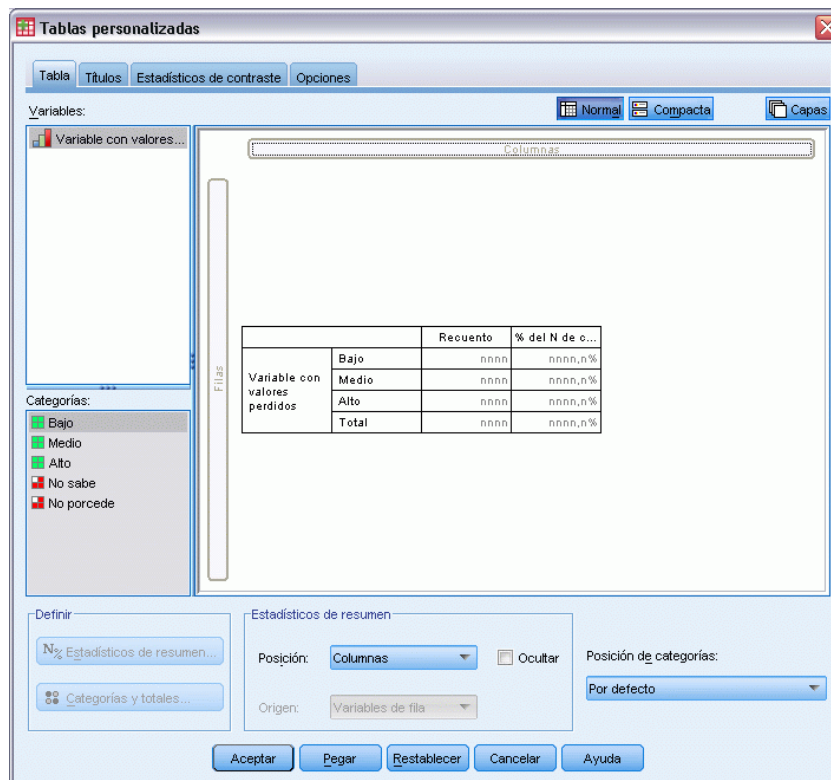 Tablas personalizadas
Tabla Títulos Estadísticos de contraste Opciones
Variables: Normal Compacta Capas
Variable con valores...
Columnas
Filas
Recuento % del N de c...
Variable con valores perdidos
Bajo nnnn nnnn,n%
Medio nnnn nnnn,n%
Alto nnnn nnnn,n%
Total nnnn nnnn,n%
Categorías:
Bajo
Medio
Alto
No sabe
No porcede
Definir
N% Estadísticos de resumen...
Categorías y totales...
Estadísticos de resumen
Posición: Columnas Ocultar
Origen: Variables de fila
Posición de categorías:
Por defecto
Aceptar Pegar Restablecer Cancelar Ayuda